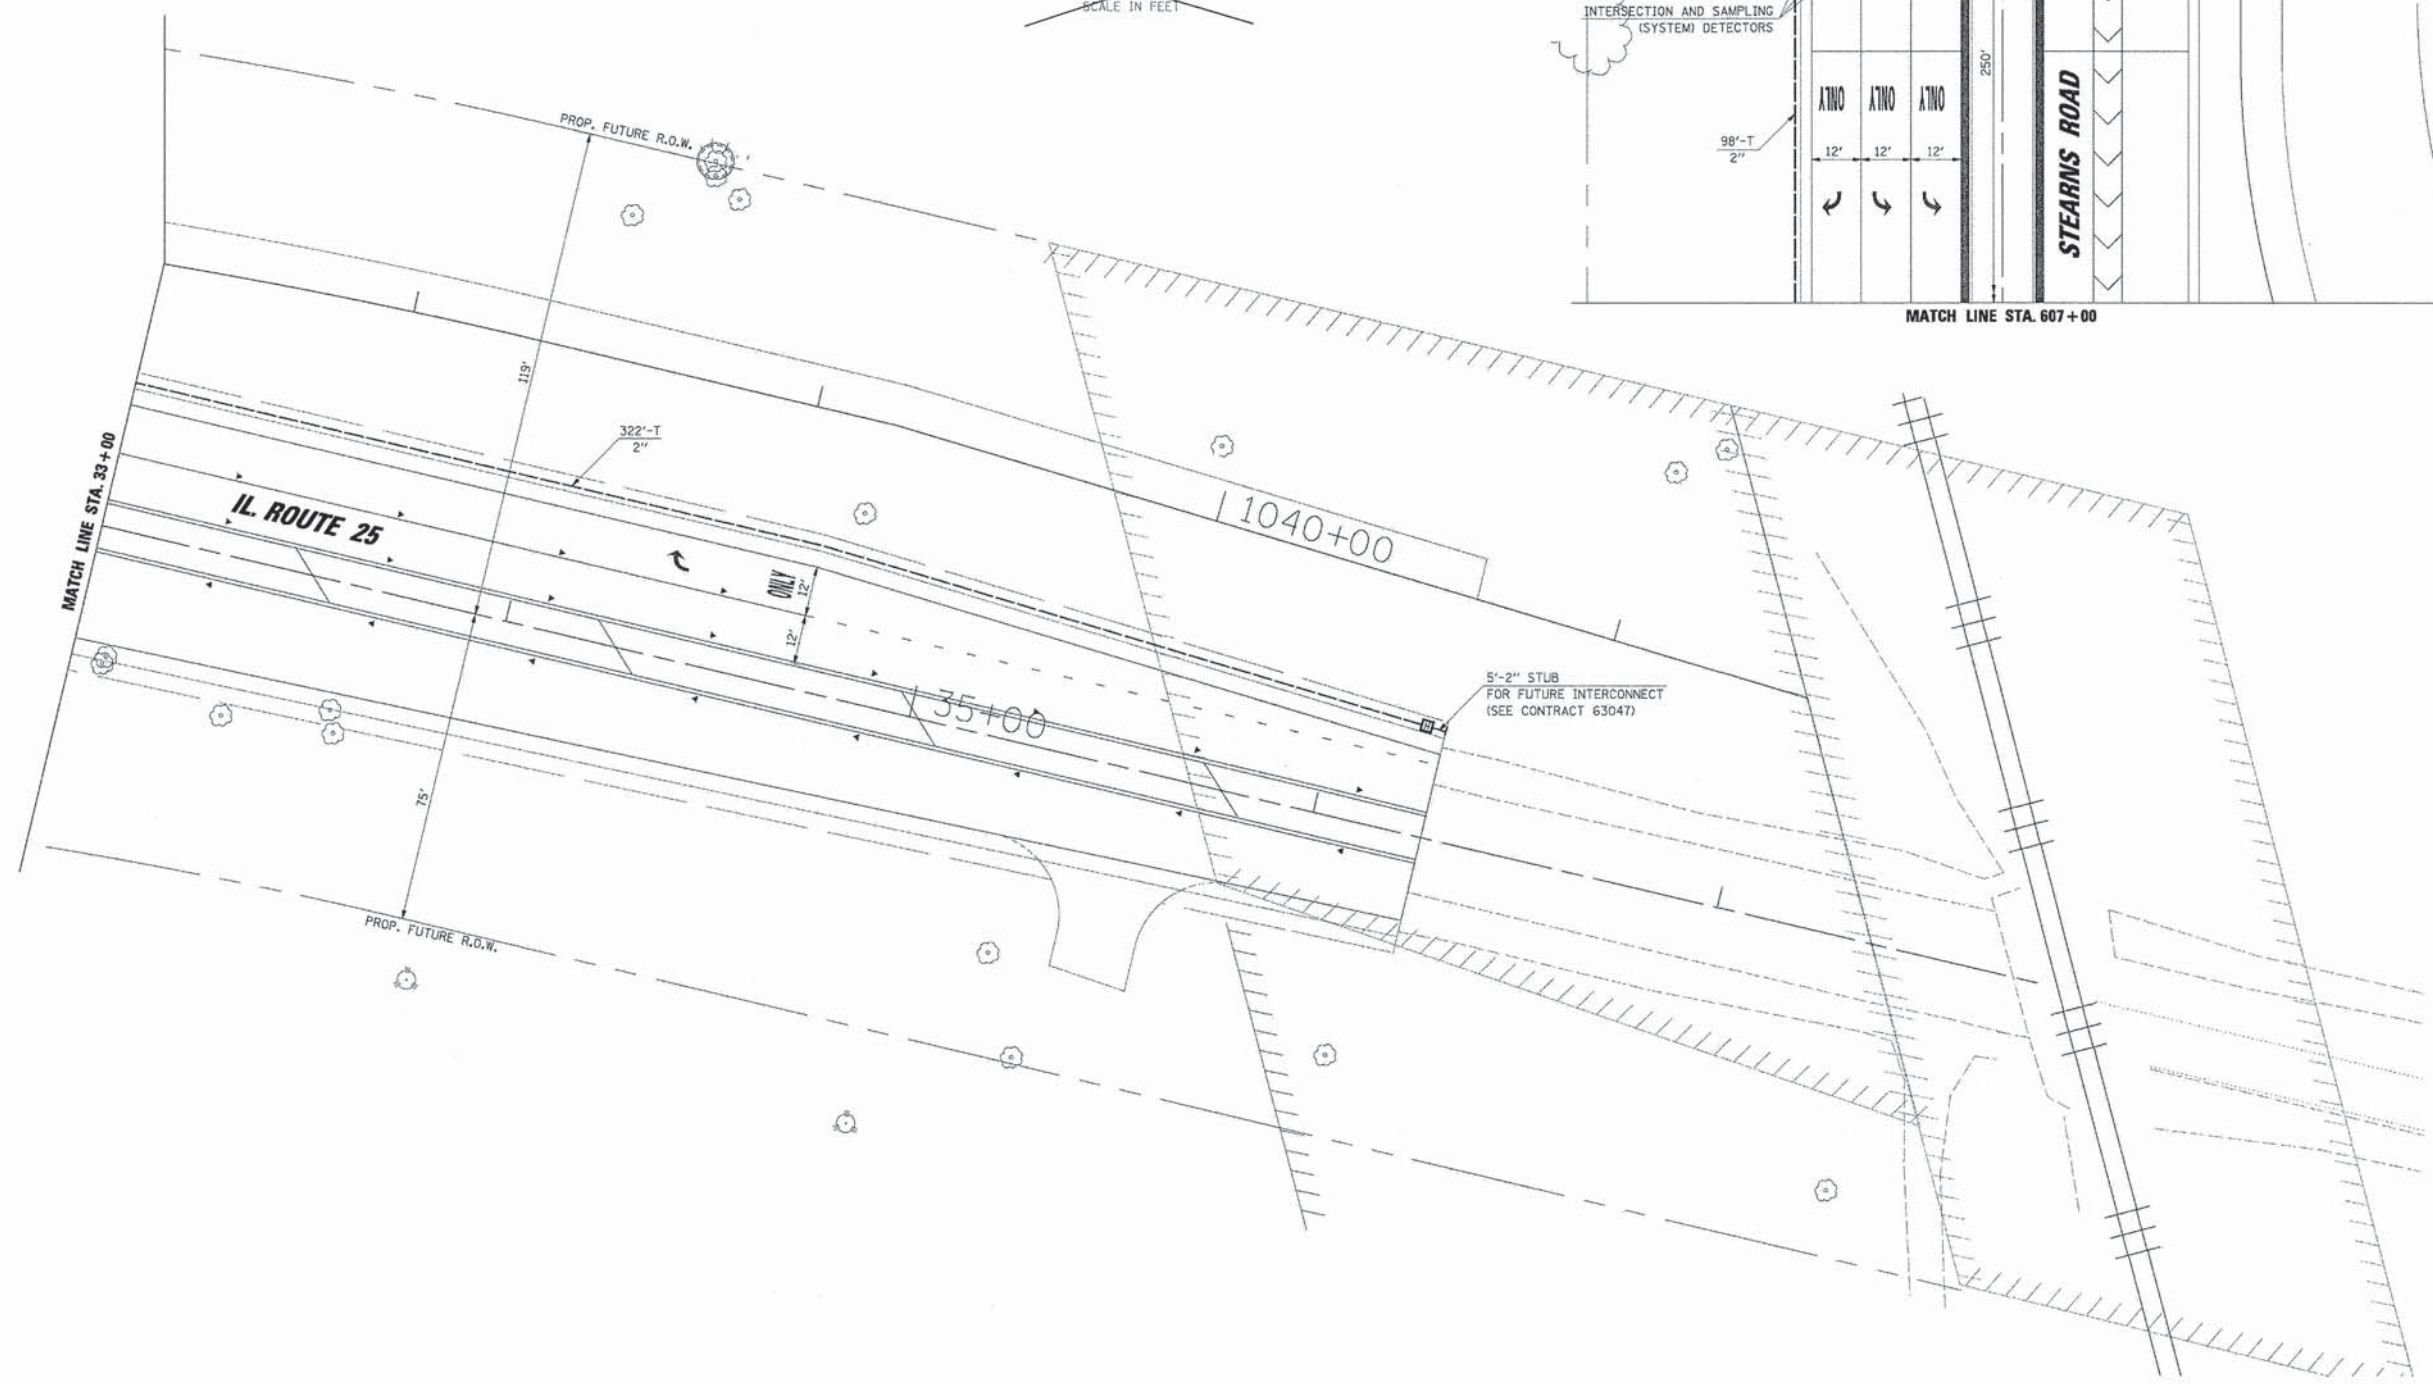 SCALE IN FEET
INTERSECTION AND SAMPLING
(SYSTEM) DETECTORS
250'
ONLY
ONLY
ONLY
STEARNS ROAD
98'-T
2"
12'
12'
12'
MATCH LINE STA. 607+00
PROP. FUTURE R.O.W.
119'
322'-T
2"
MATCH LINE STA. 33+00
IL. ROUTE 25
ONLY
12'
12'
1040+00
35+00
5'-2" STUB
FOR FUTURE INTERCONNECT
(SEE CONTRACT 63047)
H
75'
PROP. FUTURE R.O.W.